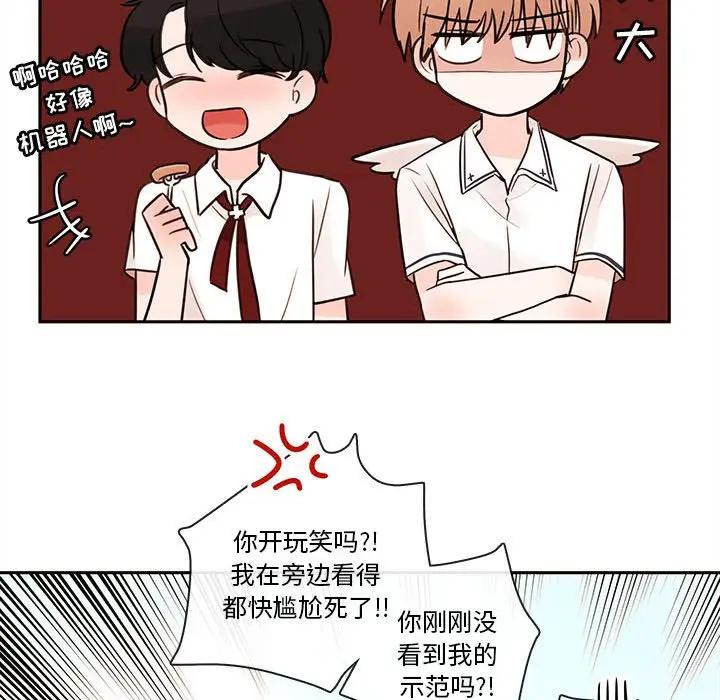 啊哈哈哈
好像
机器人啊~
大
你开玩笑吗?!
我在旁边看得
都快尴尬死了!!
你刚刚没
看到我的
示范吗?!